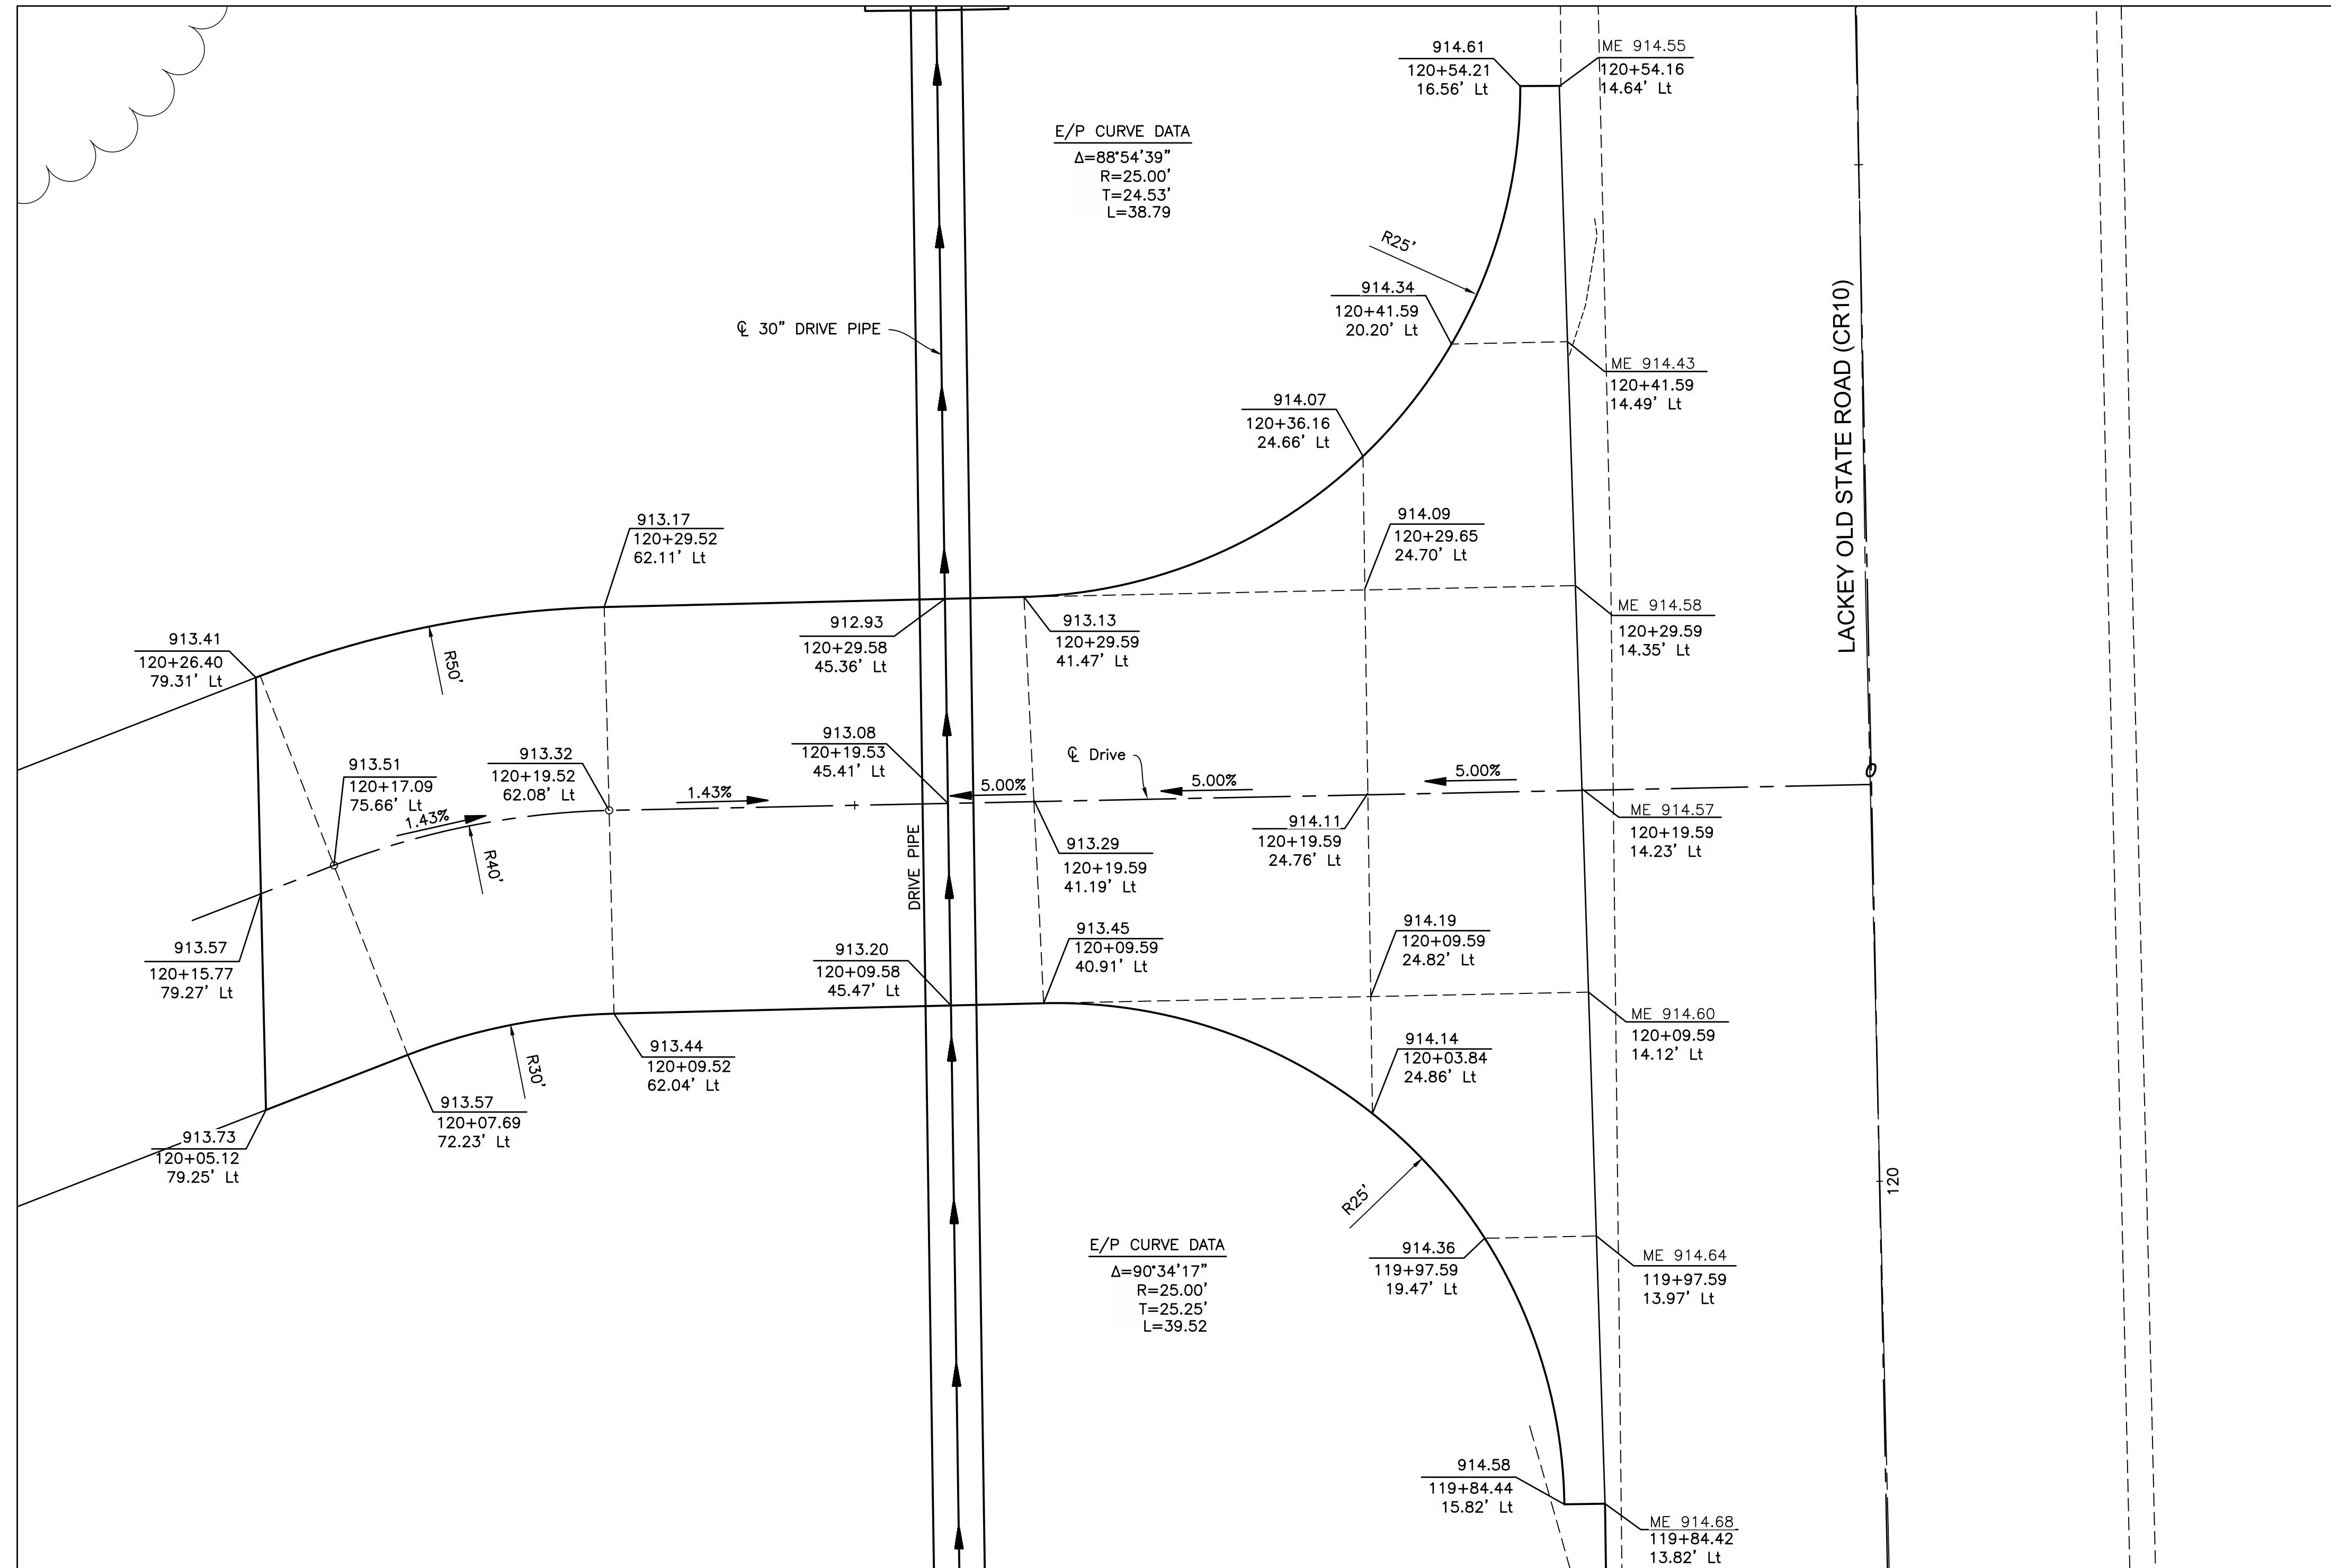 914.61
120+54.21
16.56' Lt
ME 914.55
120+54.16
14.64' Lt
E/P CURVE DATA
Δ=88°54'39"
R=25.00'
T=24.53'
L=38.79
R25'
914.34
120+41.59
20.20' Lt
℄ 30" DRIVE PIPE
ME 914.43
120+41.59
14.49' Lt
LACKEY OLD STATE ROAD (CR10)
914.07
120+36.16
24.66' Lt
913.17
120+29.52
62.11' Lt
914.09
120+29.65
24.70' Lt
912.93
120+29.58
45.36' Lt
913.13
120+29.59
41.47' Lt
ME 914.58
120+29.59
14.35' Lt
913.41
120+26.40
79.31' Lt
R50'
913.08
120+19.53
45.41' Lt
℄ Drive
913.51
120+17.09
75.66' Lt
913.32
120+19.52
62.08' Lt
1.43%
1.43%
5.00%
5.00%
5.00%
R40'
DRIVE PIPE
913.29
120+19.59
41.19' Lt
914.11
120+19.59
24.76' Lt
ME 914.57
120+19.59
14.23' Lt
913.57
120+15.77
79.27' Lt
913.20
120+09.58
45.47' Lt
913.45
120+09.59
40.91' Lt
914.19
120+09.59
24.82' Lt
ME 914.60
120+09.59
14.12' Lt
913.44
120+09.52
62.04' Lt
R30'
914.14
120+03.84
24.86' Lt
913.57
120+07.69
72.23' Lt
913.73
120+05.12
79.25' Lt
R25'
120
E/P CURVE DATA
Δ=90°34'17"
R=25.00'
T=25.25'
L=39.52
914.36
119+97.59
19.47' Lt
ME 914.64
119+97.59
13.97' Lt
914.58
119+84.44
15.82' Lt
ME 914.68
119+84.42
13.82' Lt